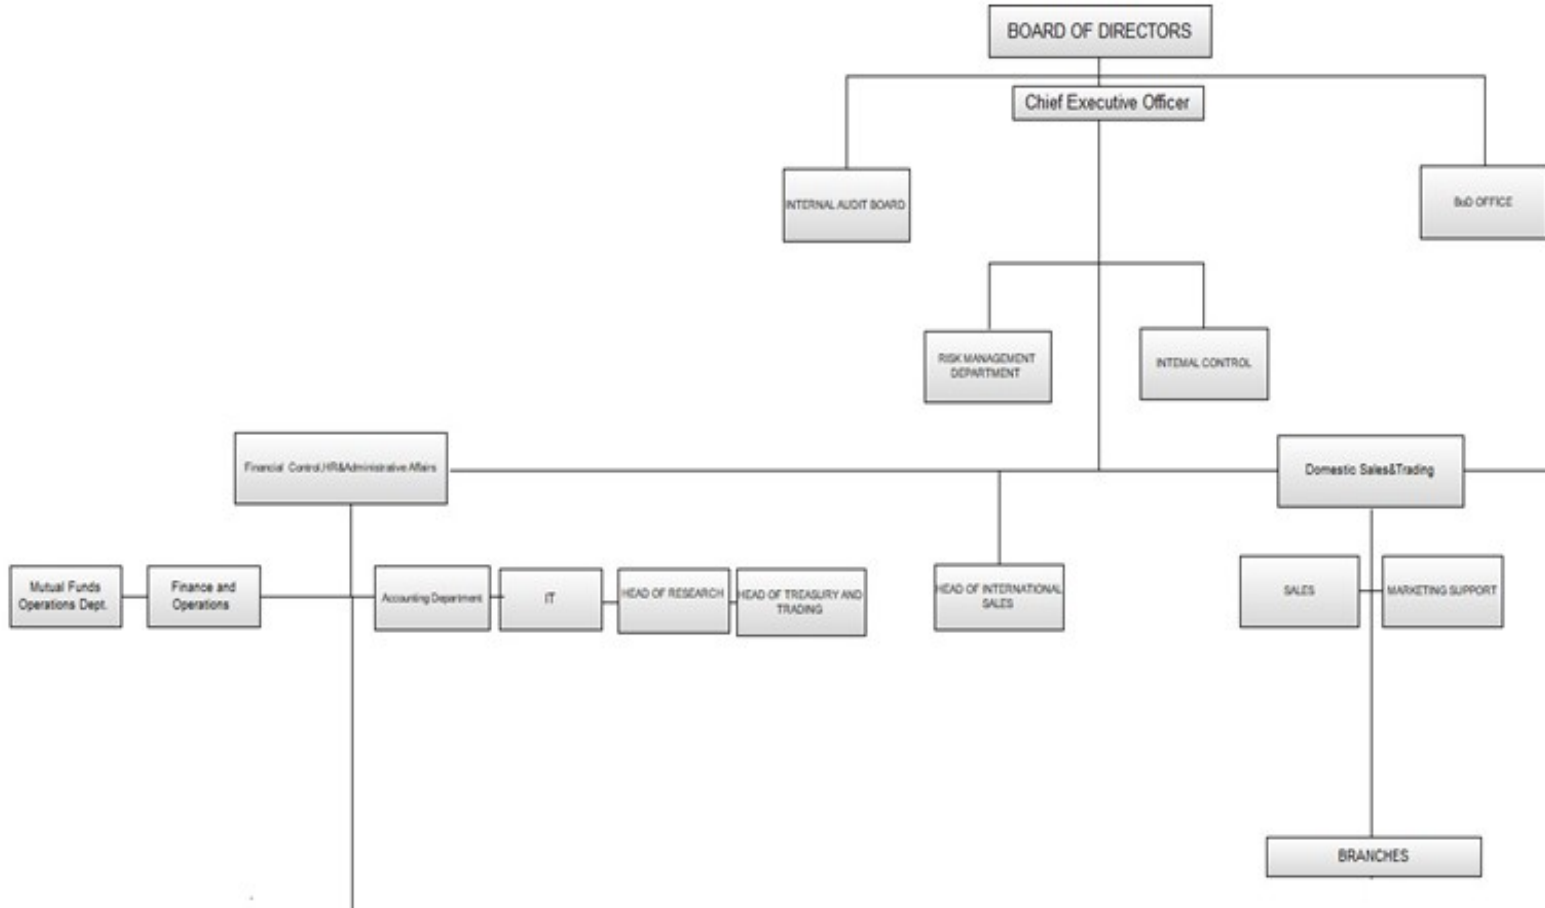 BOARD OF DIRECTORS
Chief Executive Officer
INTERNAL AUDIT BOARD
BoD OFFICE
RISK MANAGEMENT
DEPARTMENT
INTEMAL CONTROL
Financial Control,HR&Administrative Affairs
Domestic Sales&Trading
Mutual Funds
Operations Dept.
Finance and
Operations
Accounting Department
IT
HEAD OF RESEARCH
HEAD OF TREASURY AND
TRADING
HEAD OF INTERNATIONAL
SALES
SALES
MARKETING SUPPORT
BRANCHES